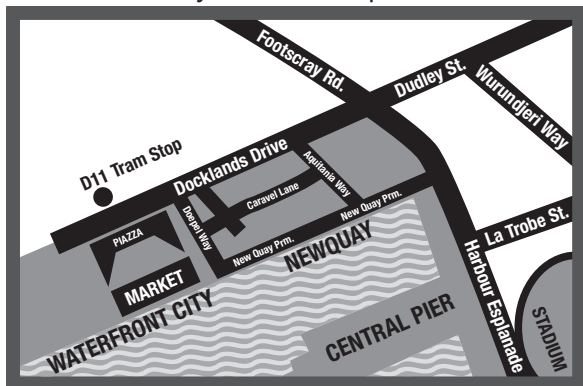 Footscray Rd.
Dudley St.
Wurundjeri Way
D11 Tram Stop
Docklands Drive
Aquitania Way
Caravel Lane
Doepel Way
New Quay Prm.
PIAZZA
New Quay Prm.
La Trobe St.
NEWQUAY
MARKET
Harbour Esplanade
WATERFRONT CITY
CENTRAL PIER
STADIUM